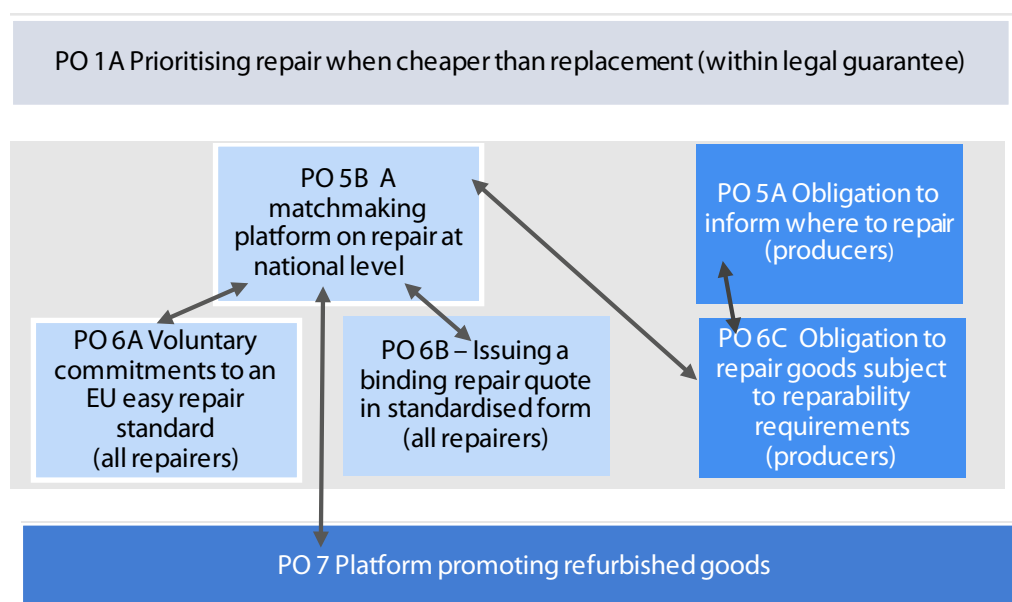 PO 1A Prioritising repair when cheaper than replacement (within legal guarantee)
PO 5B A
matchmaking
platform on repair at
national level
PO 5A Obligation to
inform where to repair
(producers)
PO 6A Voluntary
commitments to an
EU easy repair
standard
(all repairers)
PO 6B – Issuing a
binding repair quote
in standardised form
(all repairers)
PO 6C Obligation to
repair goods subject
to reparability
requirements
(producers)
PO 7 Platform promoting refurbished goods